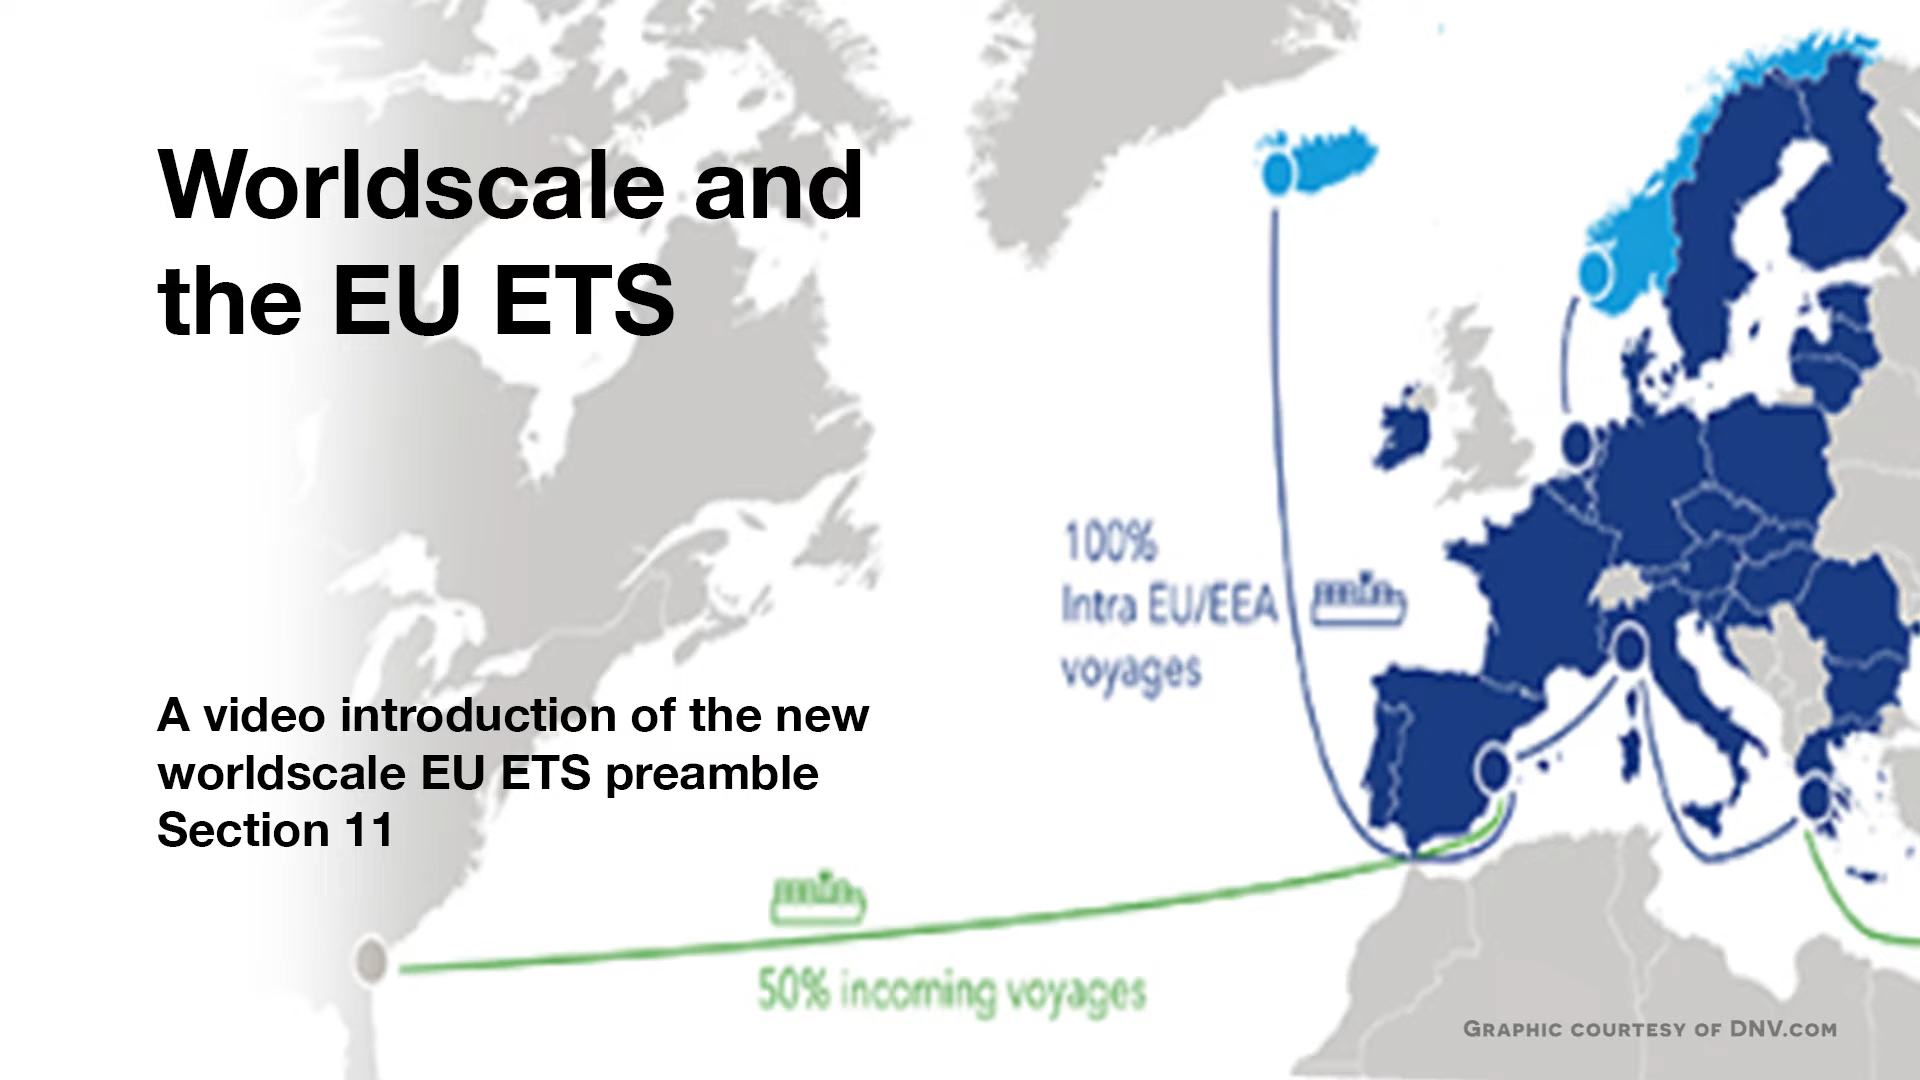 Worldscale and
the EU ETS
A video introduction of the new
worldscale EU ETS preamble
Section 11
100%
Intra EU/EEA
voyages
50% incoming voyages
GRAPHIC COURTESY OF DNV.COM